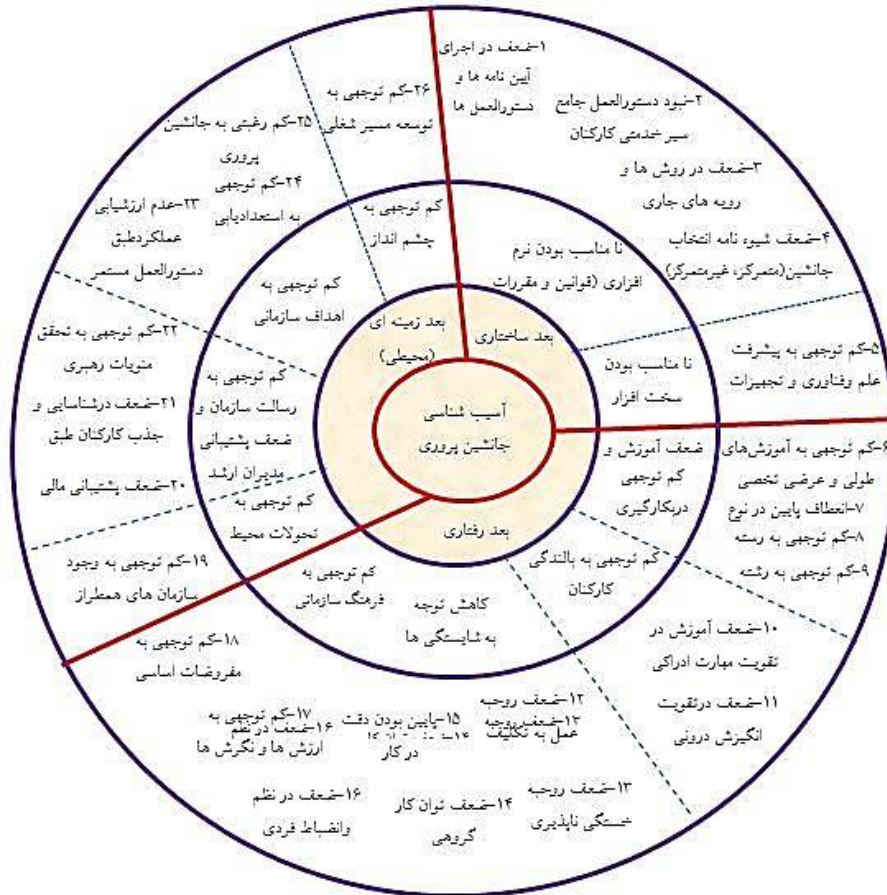 آسیب شناسی
جانشین پروری
بعد ساختاری
بعد رفتاری
بعد زمینه ای
(محیطی)
نا مناسب بودن نرم
افزاری (قوانین و مقررات
نا مناسب بودن
سخت افزار
ضعف آموزش و
کم توجهی
دربکارگیری
کم توجهی به بالندگی
کارکنان
کاهش توجه
به شایستگی ها
کم توجهی به
فرهنگ سازمانی
کم توجهی به
تحولات محیط
کم توجهی به
رسالت سازمان و
ضعف پشتیبانی
مدیران ارشد
کم توجهی به
اهداف سازمانی
کم توجهی به
چشم انداز
۱-ضعف در اجرای
آیین نامه ها و
دستورالعمل ها
۲-نبود دستورالعمل جامع
سیر خدمتی کارکنان
۳-ضعف در روش ها و
رویه های جاری
۴-ضعف شیوه نامه انتخاب
جانشین(متمرکز، غیرمتمرکز)
۵-کم توجهی به پیشرفت
علم وفناوری و تجهیزات
۶-کم توجهی به آموزش‌های
طولی و عرضی تخصی
۷-انعطاف پایین در نوع
۸-کم توجهی به رسته
۹-کم توجهی به رشته
۱۰-ضعف آموزش در
تقویت مهارت ادراکی
۱۱-ضعف درتقویت
انگیزش درونی
۱۲-ضعف روحیه
عمل به تکلیف
۱۳-ضعف روحیه
خستگی ناپذیری
۱۴-ضعف توان کار
گروهی
۱۵-پایین بودن دقت
در کار
۱۶-ضعف در نظم
وانضباط فردی
۱۷-کم توجهی به
ارزش ها و نگرش ها
۱۸-کم توجهی به
مفروضات اساسی
۱۹-کم توجهی به وجود
سازمان های همطراز
۲۰-ضعف پشتیبانی مالی
۲۱-ضعف درشناسایی و
جذب کارکنان طبق
۲۲-کم توجهی به تحقق
منویات رهبری
۲۳-عدم ارزشیابی
عملکردطبق
دستورالعمل مستمر
۲۴-کم توجهی
به استعدادیابی
۲۵-کم رغبتی به جانشین
پروری
۲۶-کم توجهی به
توسعه مسیر شغلی